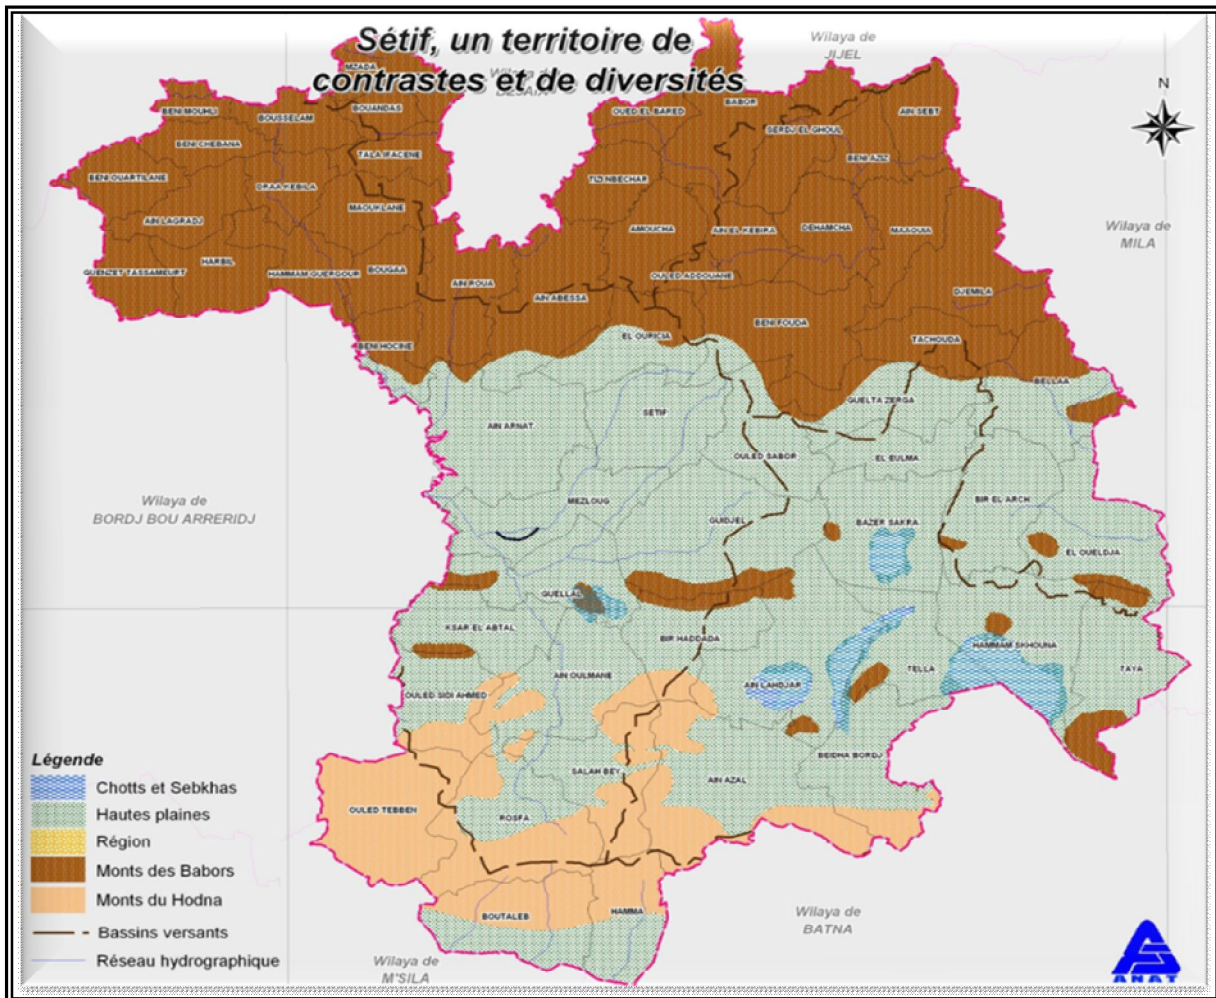 Sétif, un territoire de
contrastes et de diversités
Wilaya de
JIJEL
N
MZADA
BOUANDAS
BENI MOUHLI
BOUSSELAM
OUED EL BARED
BABOR
SERDJ EL GHOUL
AIN SEBT
BENI CHEBANA
TALA IFACENE
BENI AZIZ
BENI OUARTILANE
DRAA KEBILA
MAOUKLANE
TIZI NBECHAR
AIN LAGRADJ
AMOUCHA
AIN EL KEBIRA
DEHAMCHA
MAAOUIA
Wilaya de
MILA
GUENZET TASSAMEURT
HARBIL
HAMMAM GUERGOUR
BOUGAA
AIN ROUA
OULED ADDOUANE
DJEMILA
AIN ABESSA
BENI FOUDA
BENI HOCINE
EL OURICIA
TACHOUDA
BELLAA
GUELTA ZERGA
AIN ARNAT
SETIF
OULED SABOR
EL EULMA
Wilaya de
BORDJ BOU ARRERIDJ
MEZLOUG
GUIDJEL
BAZER SAKRA
BIR EL ARCH
EL OUELDJA
GUELLAL
KSAR EL ABTAL
BIR HADDADA
HAMMAM SKHOUNA
AIN OULMANE
AIN LAHDJAR
TELLA
TAYA
OULED SIDI AHMED
BEIDHA BORDJ
SALAH BEY
AIN AZAL
OULED TEBBEN
ROSFA
BOUTALEB
HAMMA
Wilaya de
BATNA
Wilaya de
M'SILA
Légende
Chotts et Sebkhas
Hautes plaines
Région
Monts des Babors
Monts du Hodna
Bassins versants
Réseau hydrographique
ANAT